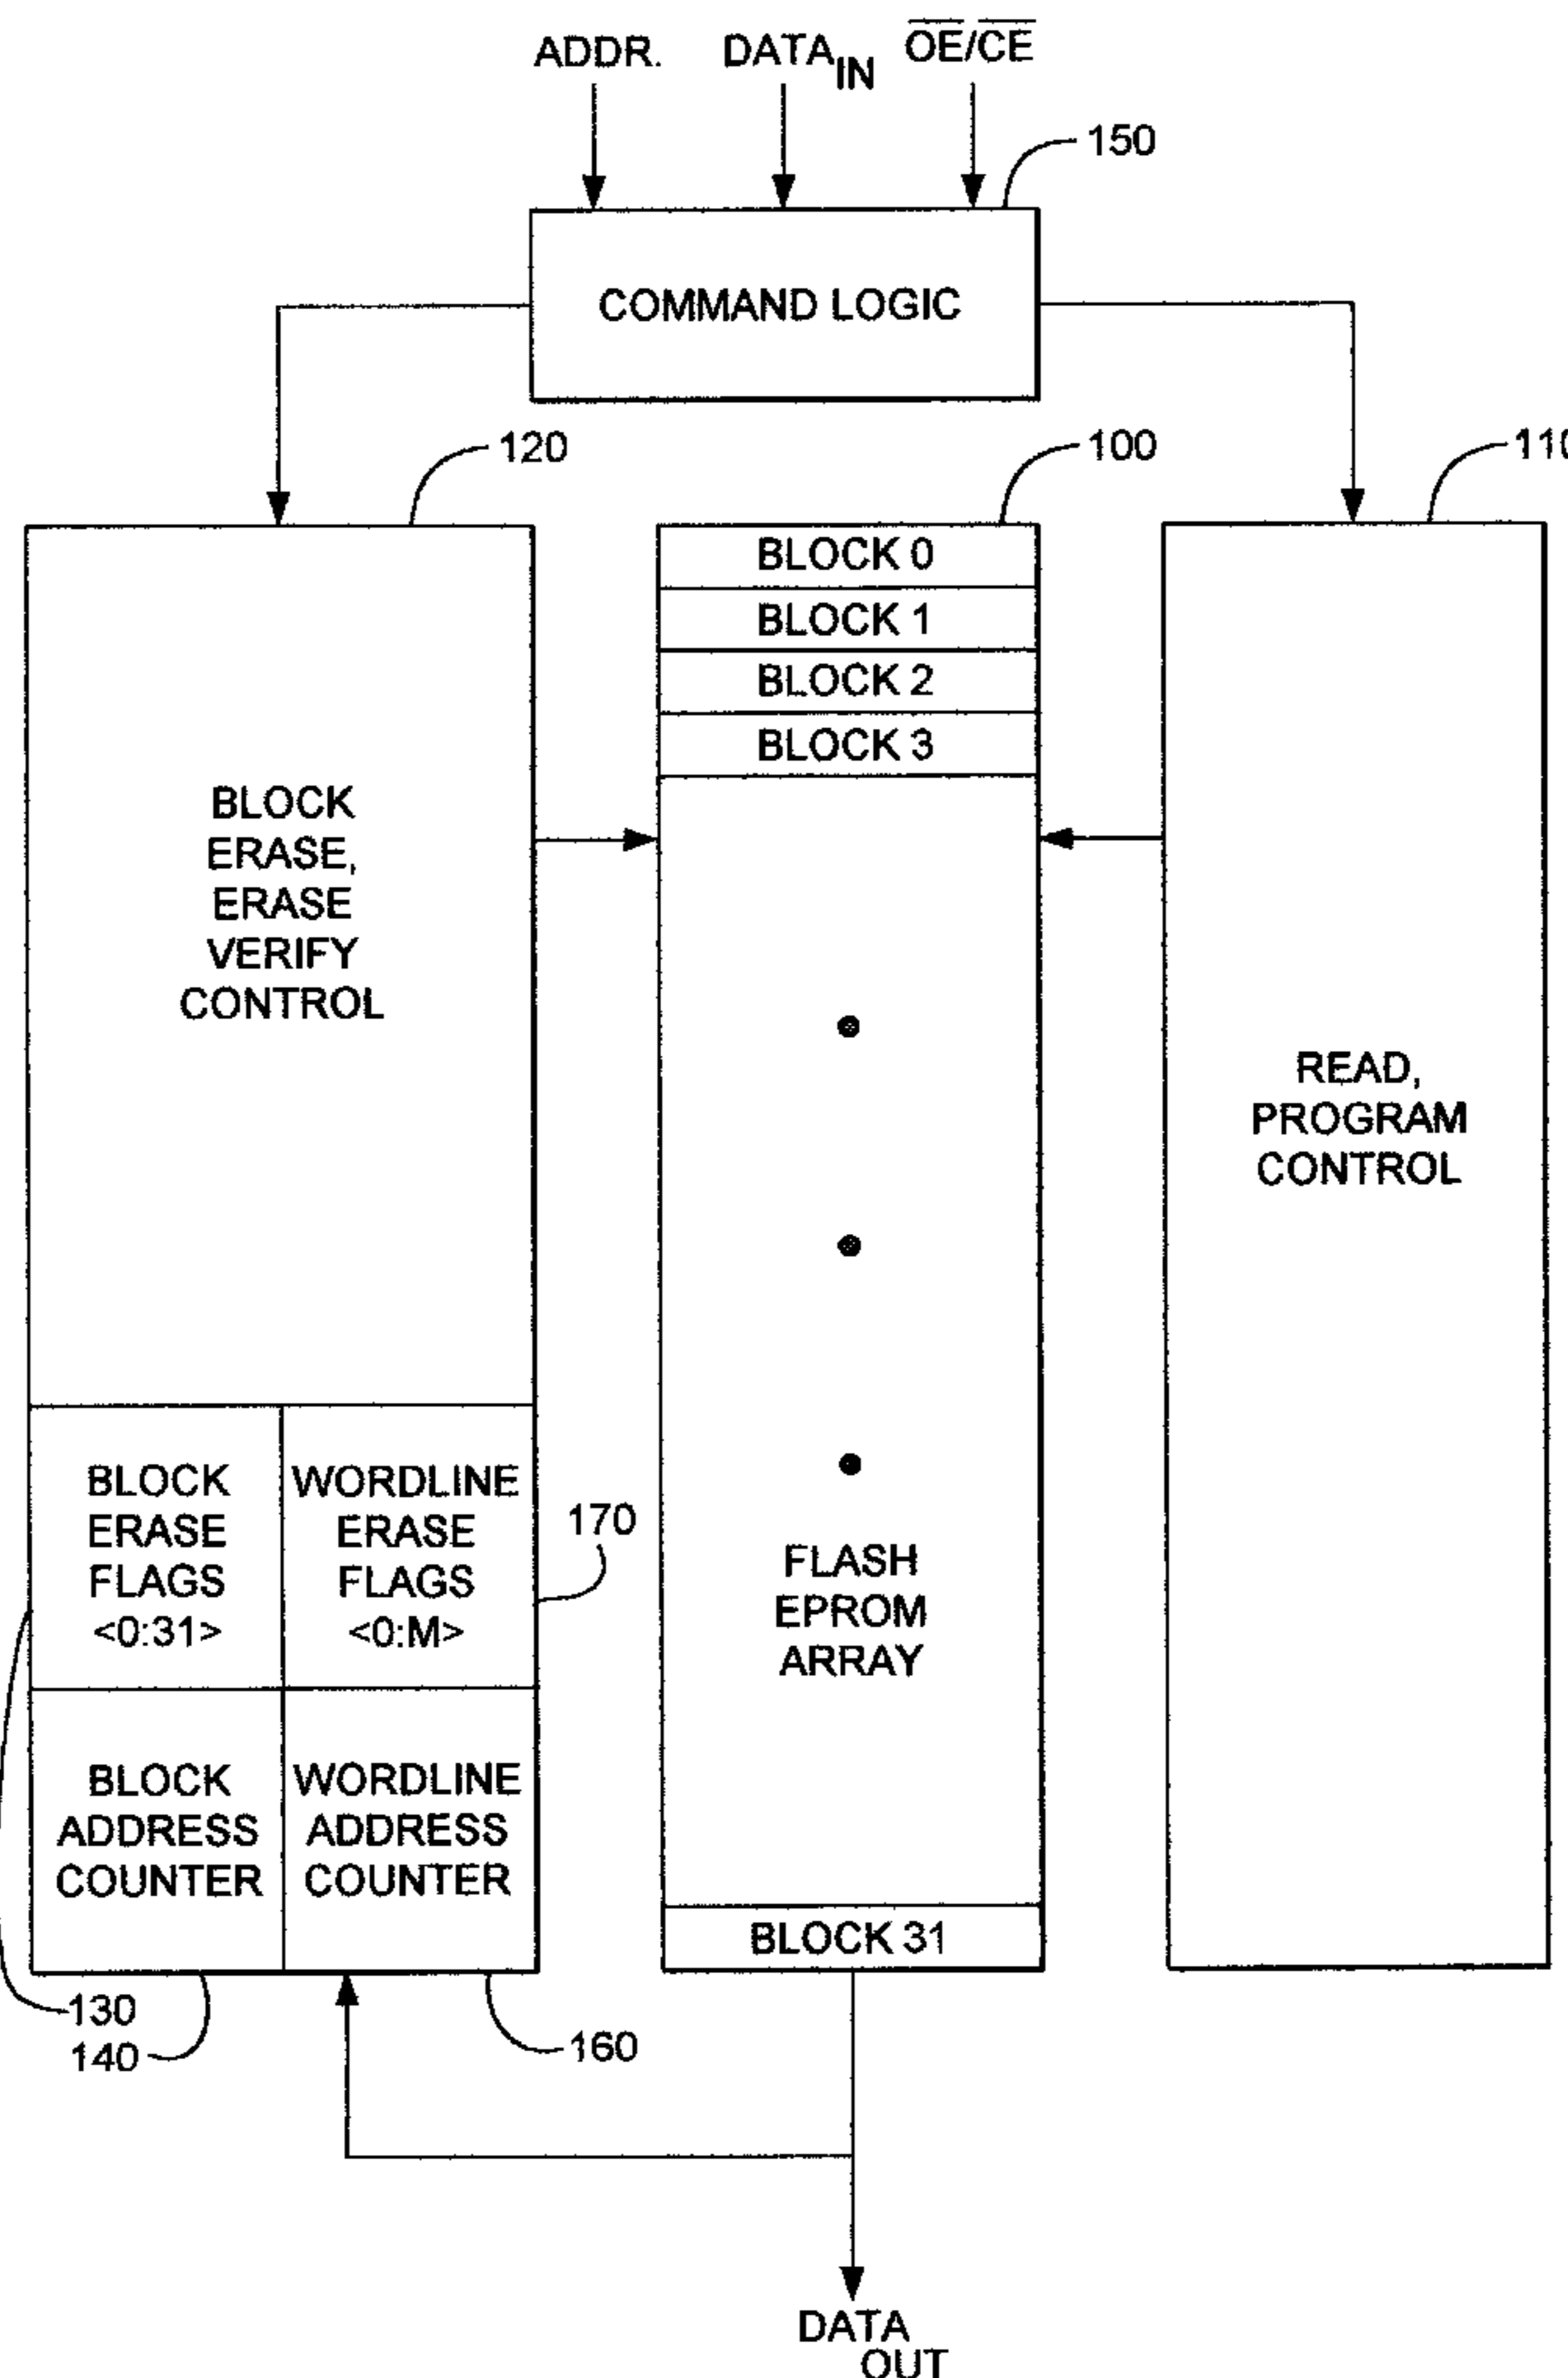 ADDR. DATA IN O̅E̅/C̅E̅
150
COMMAND LOGIC
120
100
110
BLOCK 0
BLOCK 1
BLOCK 2
BLOCK 3
BLOCK
ERASE,
ERASE
VERIFY
CONTROL
READ,
PROGRAM
CONTROL
BLOCK
ERASE
FLAGS
<0:31>
WORDLINE
ERASE
FLAGS
<0:M>
170
FLASH
EPROM
ARRAY
BLOCK
ADDRESS
COUNTER
WORDLINE
ADDRESS
COUNTER
BLOCK 31
130
140
160
DATA OUT